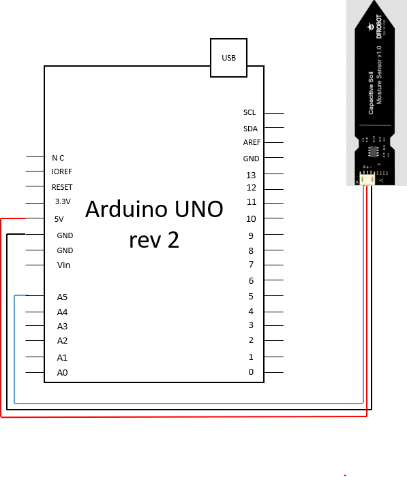 USB
DFROBOT
Capacitive Soil
Moisture Sensor v1.0
SCL
SDA
AREF
GND
13
12
11
10
9
8
7
6
5
4
3
2
1
0
N C
IOREF
RESET
3.3V
5V
GND
GND
Vin
A5
A4
A3
A2
A1
A0
Arduino UNO
rev 2